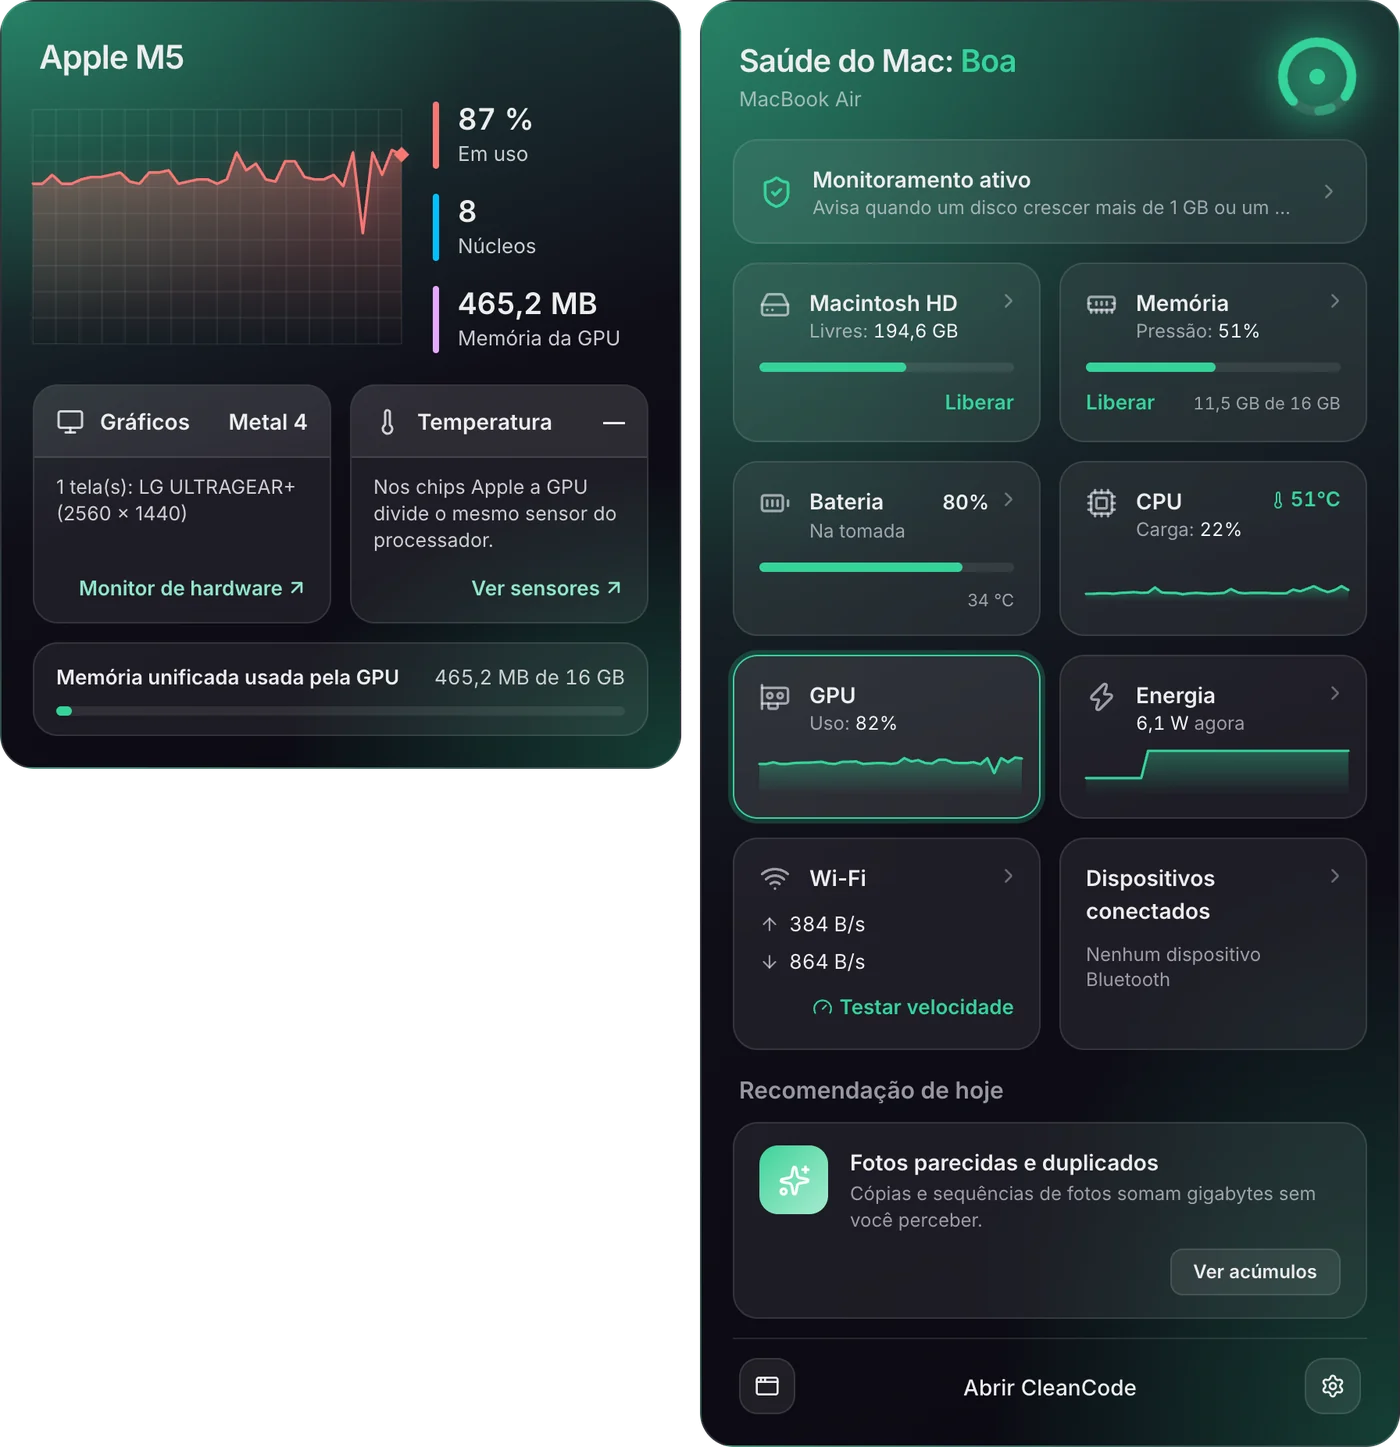 Apple M5
87 %
Em uso
8
Núcleos
465,2 MB
Memória da GPU
Gráficos Metal 4
1 tela(s): LG ULTRAGEAR+
(2560 × 1440)
Monitor de hardware
Temperatura —
Nos chips Apple a GPU
divide o mesmo sensor do
processador.
Ver sensores
Memória unificada usada pela GPU 465,2 MB de 16 GB
Saúde do Mac: Boa
MacBook Air
Monitoramento ativo
Avisa quando um disco crescer mais de 1 GB ou um ...
Macintosh HD
Livres: 194,6 GB
Liberar
Memória
Pressão: 51%
Liberar 11,5 GB de 16 GB
Bateria 80%
Na tomada
34 °C
CPU 51°C
Carga: 22%
GPU
Uso: 82%
Energia
6,1 W agora
Wi-Fi
↑ 384 B/s
↓ 864 B/s
Testar velocidade
Dispositivos
conectados
Nenhum dispositivo
Bluetooth
Recomendação de hoje
Fotos parecidas e duplicados
Cópias e sequências de fotos somam gigabytes sem
você perceber.
Ver acúmulos
Abrir CleanCode